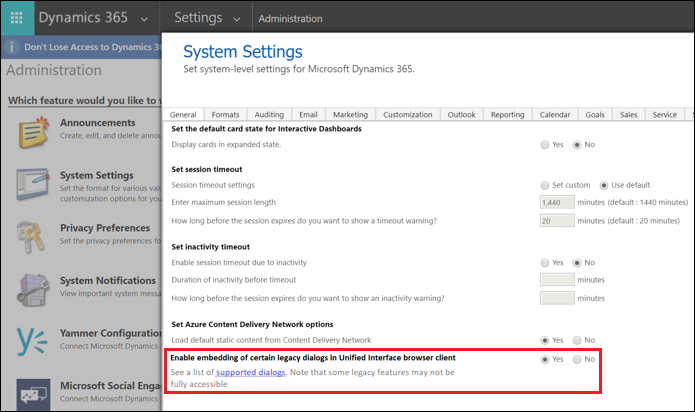 Dynamics 365 Settings Administration
Don't Lose Access to Dynamics 36
Administration
Which feature would you like to
Announcements
Create, edit, and delete anno
System Settings
Set the format for various valu
customization options for you
Privacy Preferences
Set the privacy preferences fo
System Notifications
View important system messa
Yammer Configuration
Connect Microsoft Dynamics
Microsoft Social Engag
Connect Microsoft Dynamics
System Settings
Set system-level settings for Microsoft Dynamics 365.
General Formats Auditing Email Marketing Customization Outlook Reporting Calendar Goals Sales Service
Set the default card state for Interactive Dashboards
Display cards in expanded state. Yes No
Set session timeout
Session timeout settings Set custom Use default
Enter maximum session length 1,440 minutes (default : 1440 minutes)
How long before the session expires do you want to show a timeout warning? 20 minutes (default : 20 minutes)
Set inactivity timeout
Enable session timeout due to inactivity Yes No
Duration of inactivity before timeout minutes
How long before the session expires do you want to show an inactivity warning? minutes
Set Azure Content Delivery Network options
Load default static content from Content Delivery Network Yes No
Enable embedding of certain legacy dialogs in Unified Interface browser client Yes No
See a list of supported dialogs. Note that some legacy features may not be
fully accessible